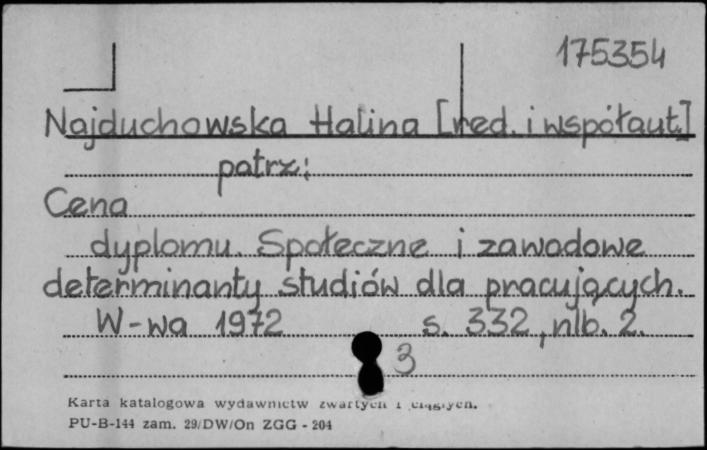 175354
Najduchowska Halina [red. i współaut.]
patrz:
Cena
dyplomu. Społeczne i zawodowe
determinanty studiów dla pracujących.
W-wa 1972 s. 332, nlb. 2.
3
Karta katalogowa wydawnictw zwartych i ciągłych.
PU-B-144 zam. 29/DW/On ZGG - 204